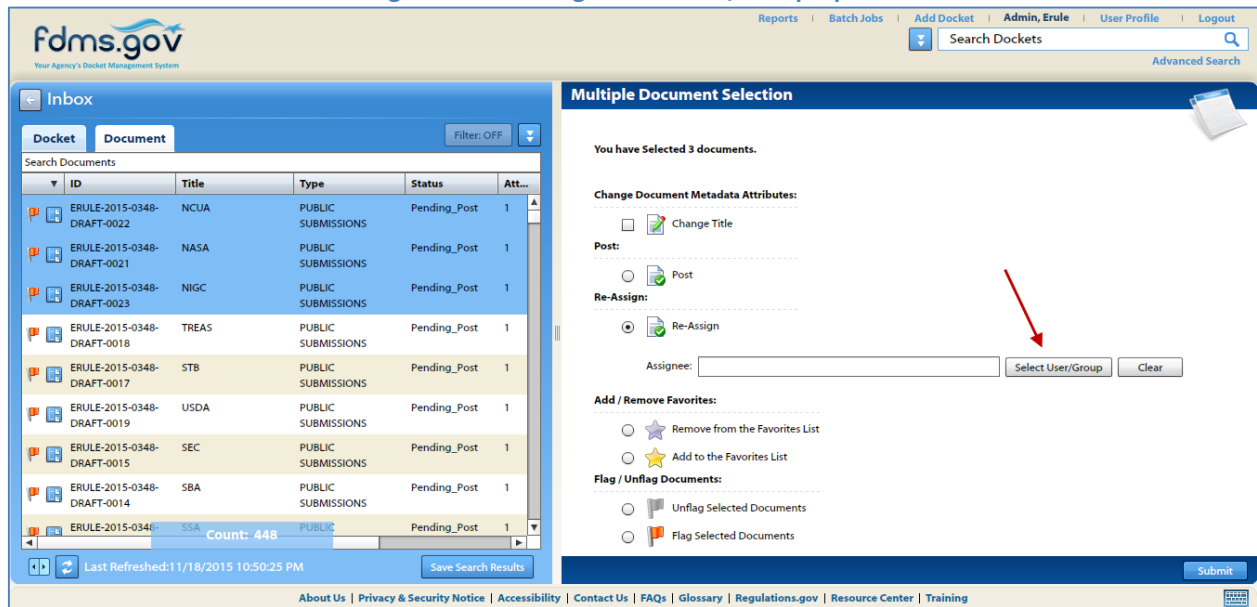 Reports | Batch Jobs | Add Docket | Admin, Erule | User Profile | Logout
fdms.gov
Your Agency's Docket Management System
Search Dockets
Advanced Search
Inbox
Docket Document Filter: OFF
Search Documents
ID Title Type Status Att...
ERULE-2015-0348- NCUA PUBLIC Pending_Post 1
DRAFT-0022 SUBMISSIONS
ERULE-2015-0348- NASA PUBLIC Pending_Post 1
DRAFT-0021 SUBMISSIONS
ERULE-2015-0348- NIGC PUBLIC Pending_Post 1
DRAFT-0023 SUBMISSIONS
ERULE-2015-0348- TREAS PUBLIC Pending_Post 1
DRAFT-0018 SUBMISSIONS
ERULE-2015-0348- STB PUBLIC Pending_Post 1
DRAFT-0017 SUBMISSIONS
ERULE-2015-0348- USDA PUBLIC Pending_Post 1
DRAFT-0019 SUBMISSIONS
ERULE-2015-0348- SEC PUBLIC Pending_Post 1
DRAFT-0015 SUBMISSIONS
ERULE-2015-0348- SBA PUBLIC Pending_Post 1
DRAFT-0014 SUBMISSIONS
ERULE-2015-0348- SSA PUBLIC Pending_Post 1
Count: 448
Last Refreshed:11/18/2015 10:50:25 PM Save Search Results
Multiple Document Selection
You have Selected 3 documents.
Change Document Metadata Attributes:
Change Title
Post:
Post
Re-Assign:
Re-Assign
Assignee: Select User/Group Clear
Add / Remove Favorites:
Remove from the Favorites List
Add to the Favorites List
Flag / Unflag Documents:
Unflag Selected Documents
Flag Selected Documents
Submit
About Us | Privacy & Security Notice | Accessibility | Contact Us | FAQs | Glossary | Regulations.gov | Resource Center | Training